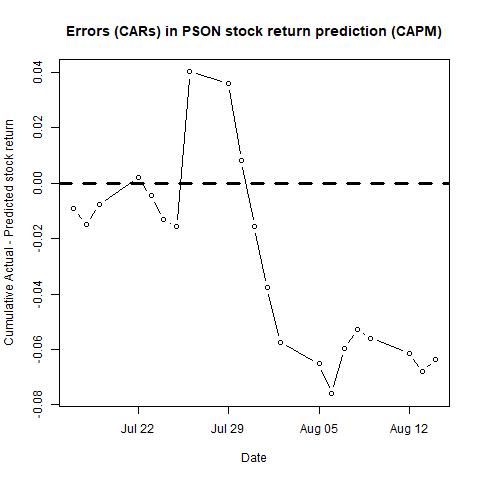 Errors (CARs) in PSON stock return prediction (CAPM)
Cumulative Actual - Predicted stock return
0.04
0.02
0.00
-0.02
-0.04
-0.06
-0.08
Jul 22
Jul 29
Aug 05
Aug 12
Date